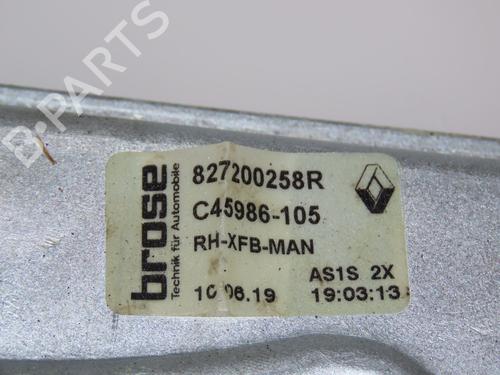 B-PARTS
brose
Technik für Automobile
827200258R
C45986-105
RH-XFB-MAN
AS1S 2X
10.06.19 19:03:13